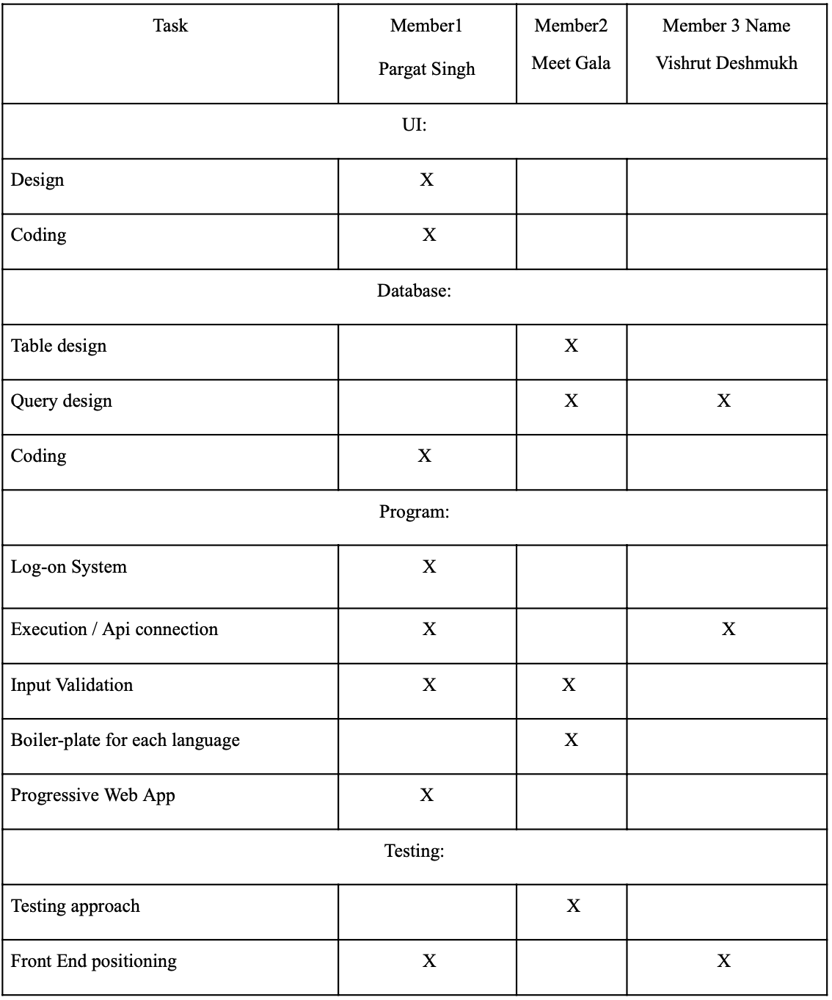 Task Member1 Member2 Member 3 Name
Pargat Singh Meet Gala Vishrut Deshmukh
UI:
Design X
Coding X
Database:
Table design X
Query design X X
Coding X
Program:
Log-on System X
Execution / Api connection X X
Input Validation X X
Boiler-plate for each language X
Progressive Web App X
Testing:
Testing approach X
Front End positioning X X